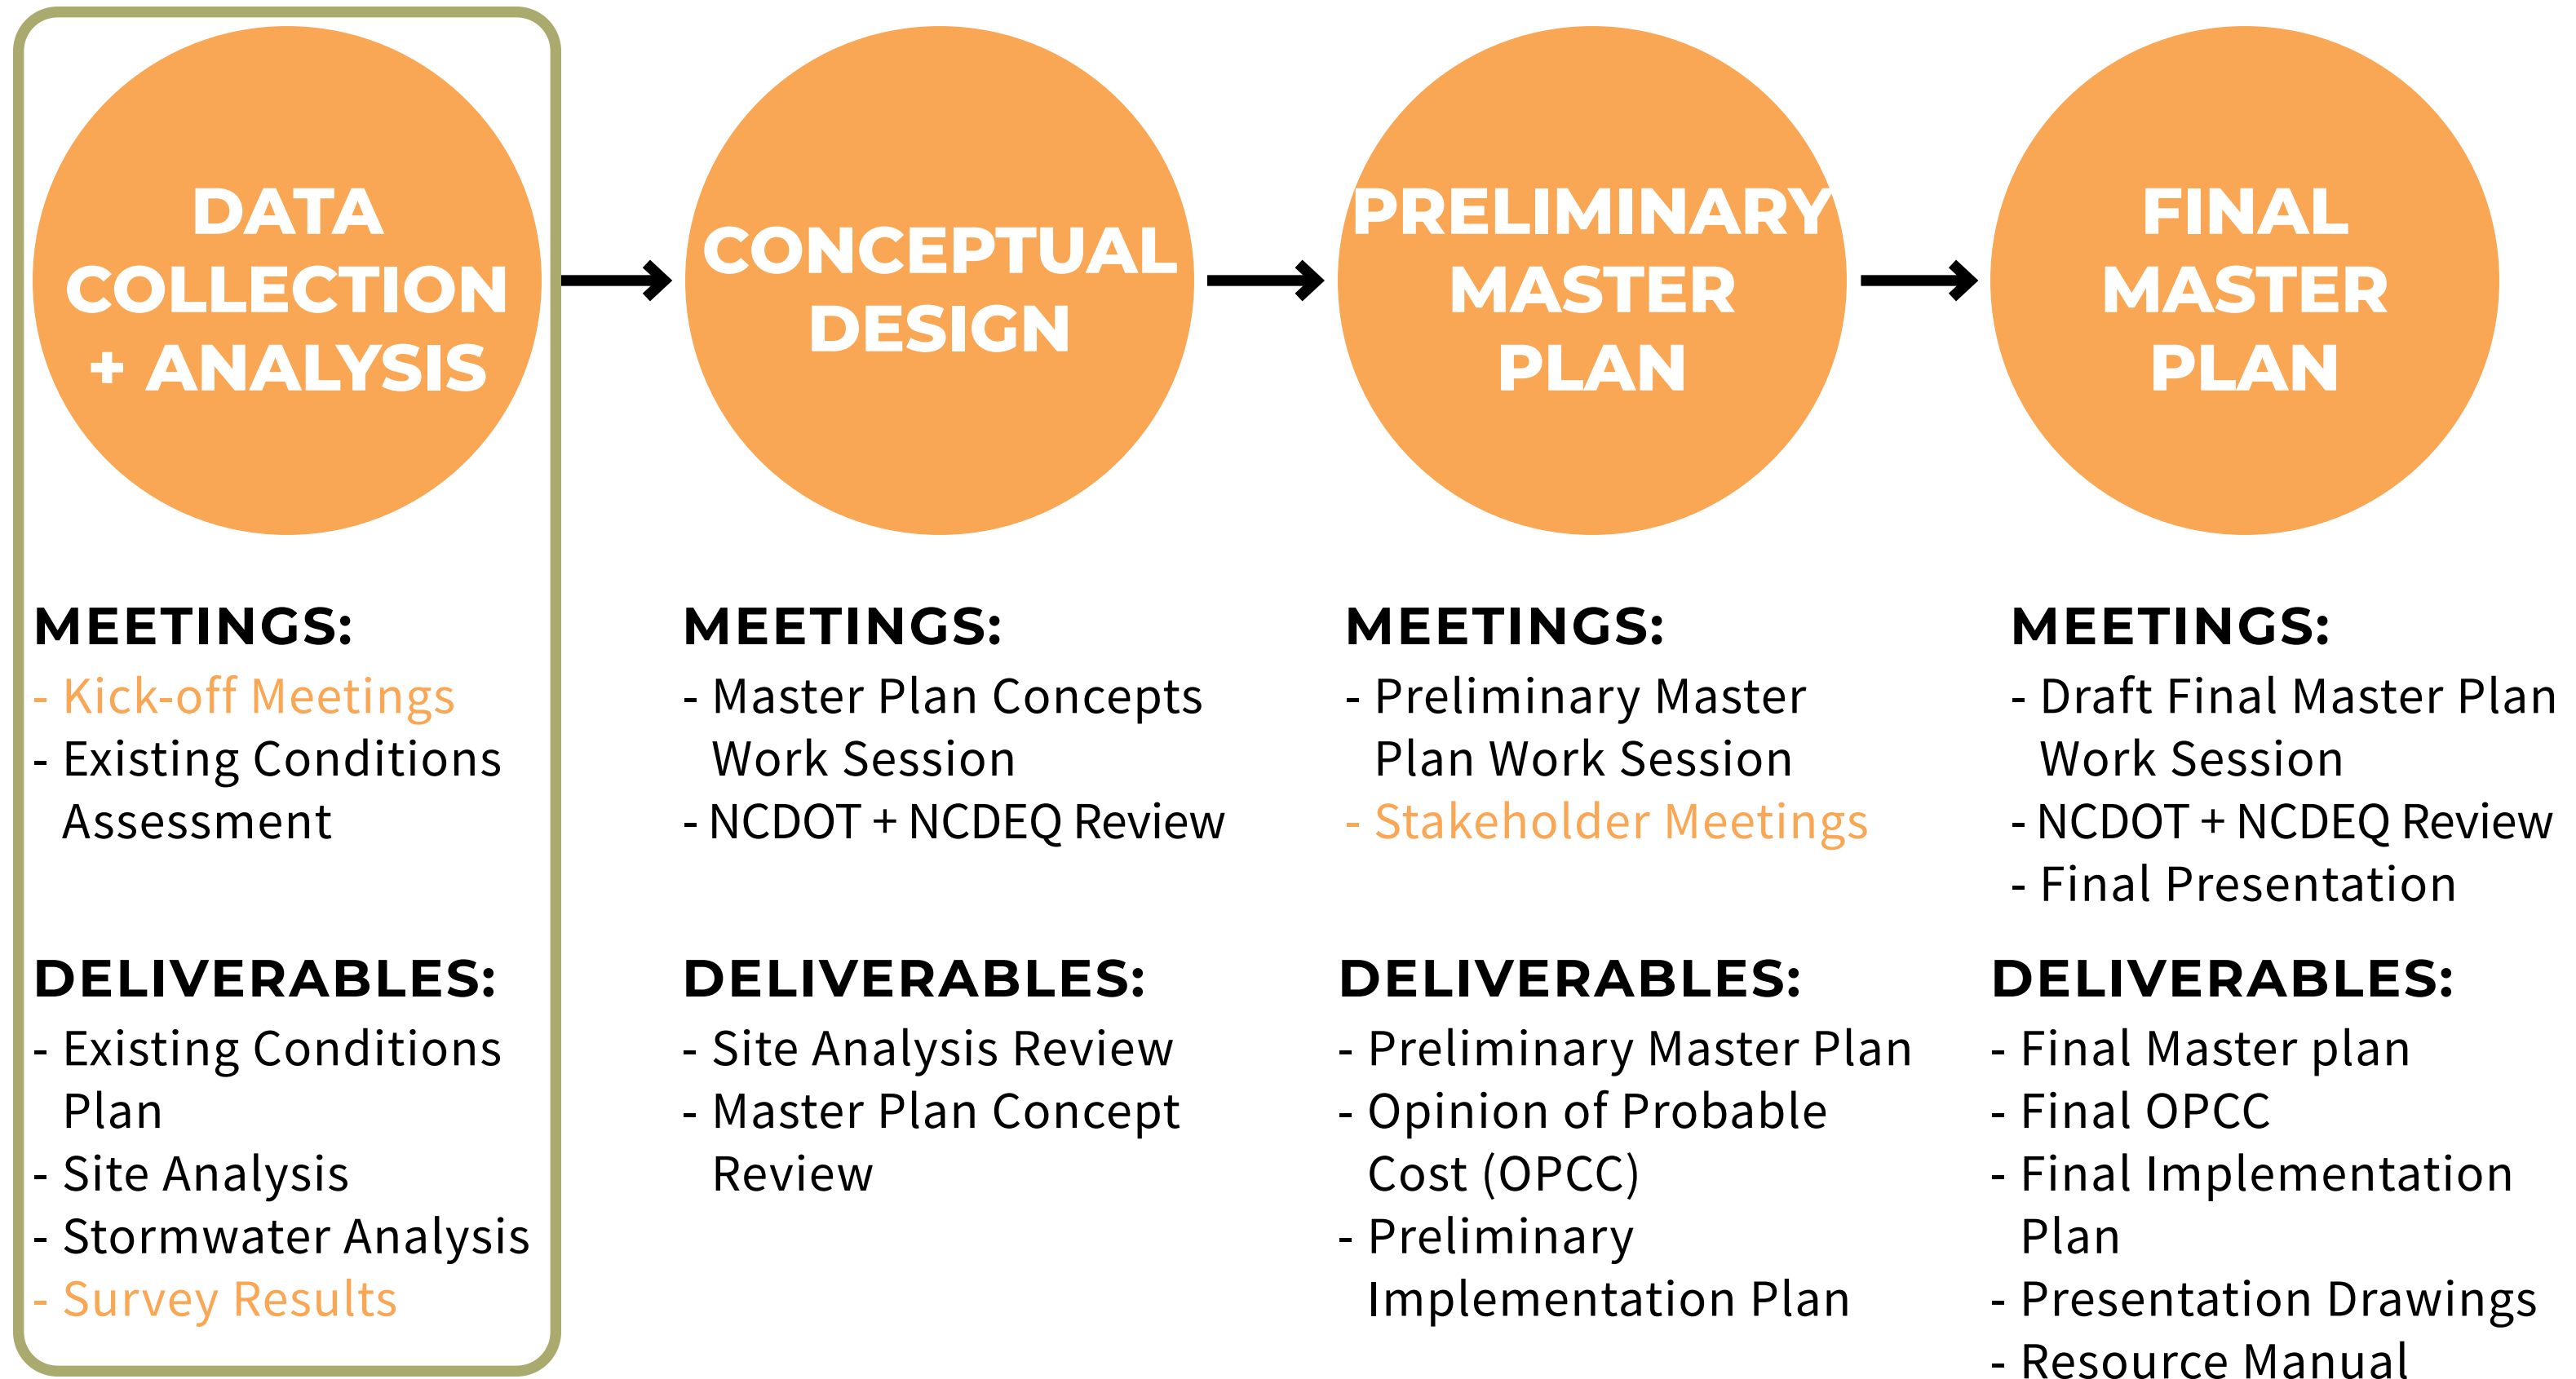 DATA
COLLECTION
+ ANALYSIS
MEETINGS:
- Kick-off Meetings
- Existing Conditions
Assessment
DELIVERABLES:
- Existing Conditions
Plan
- Site Analysis
- Stormwater Analysis
- Survey Results
CONCEPTUAL
DESIGN
MEETINGS:
- Master Plan Concepts
Work Session
- NCDOT + NCDEQ Review
DELIVERABLES:
- Site Analysis Review
- Master Plan Concept
Review
PRELIMINARY
MASTER
PLAN
MEETINGS:
- Preliminary Master
Plan Work Session
- Stakeholder Meetings
DELIVERABLES:
- Preliminary Master Plan
- Opinion of Probable
Cost (OPCC)
- Preliminary
Implementation Plan
FINAL
MASTER
PLAN
MEETINGS:
- Draft Final Master Plan
Work Session
- NCDOT + NCDEQ Review
- Final Presentation
DELIVERABLES:
- Final Master plan
- Final OPCC
- Final Implementation
Plan
- Presentation Drawings
- Resource Manual